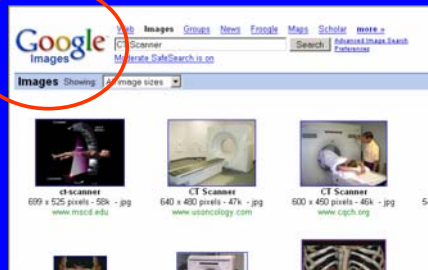 Google
Images
Web Images Groups News Froogle Maps Scholar more »
CT Scanner Search Advanced Image Search
Preferences
Moderate SafeSearch is on
Images Showing: All image sizes
ct-scanner CT Scanner CT Scanner
699 x 525 pixels - 58k - jpg 640 x 480 pixels - 47k - jpg 600 x 450 pixels - 46k - jpg 5
www.mscd.edu www.usoncology.com www.cqch.org